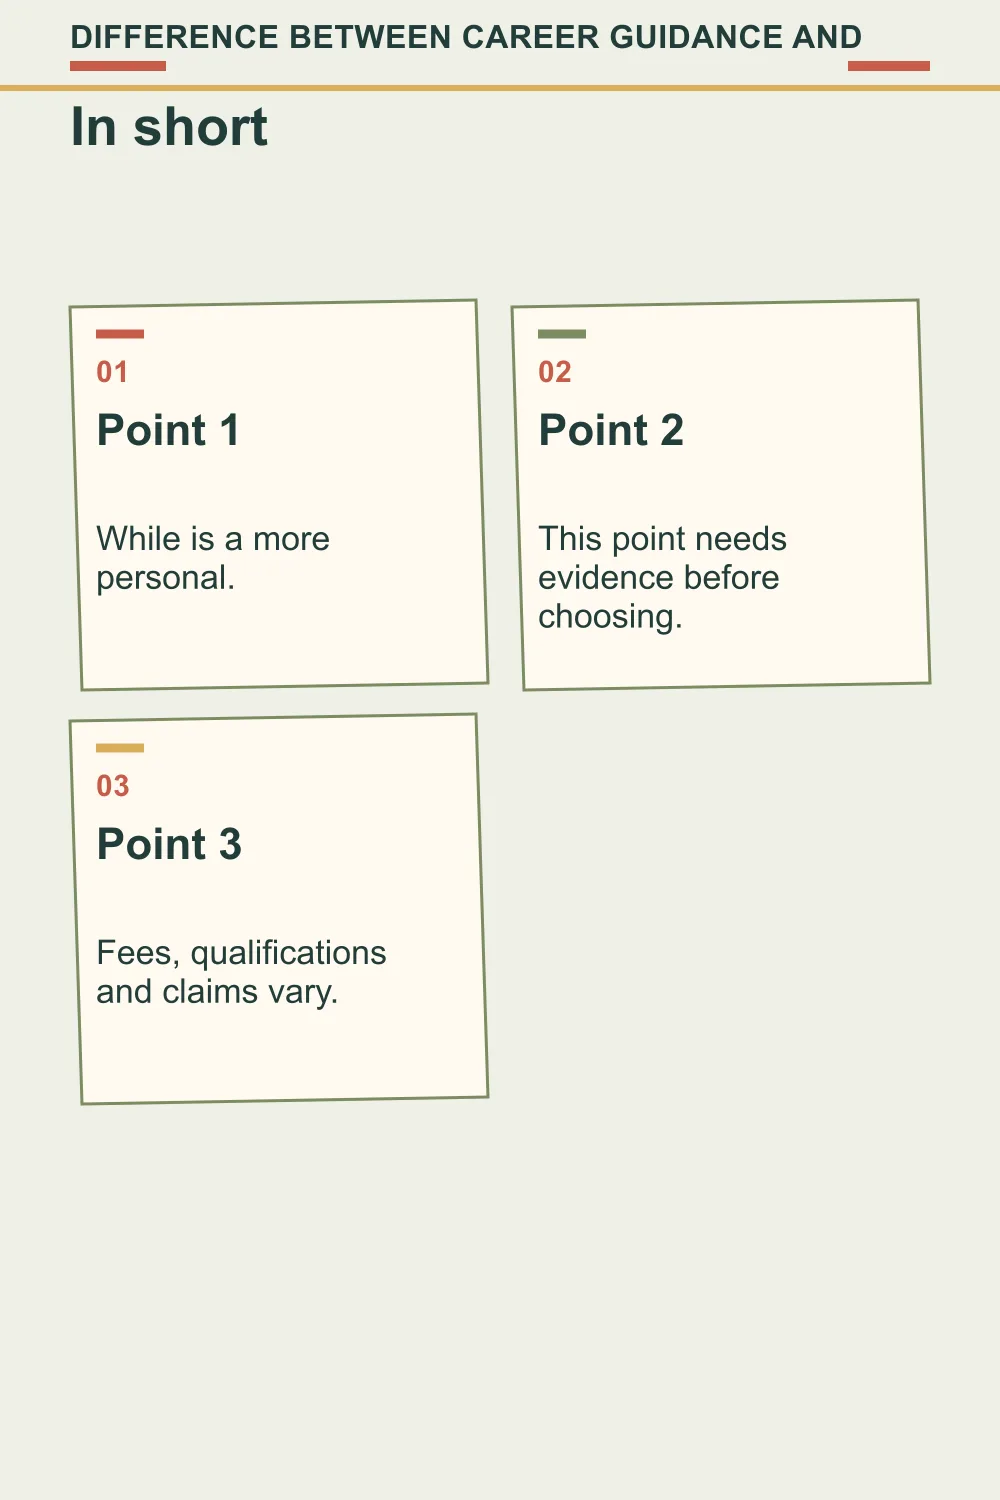 DIFFERENCE BETWEEN CAREER GUIDANCE AND
In short
01
Point 1
While is a more
personal.
02
Point 2
This point needs
evidence before
choosing.
03
Point 3
Fees, qualifications
and claims vary.